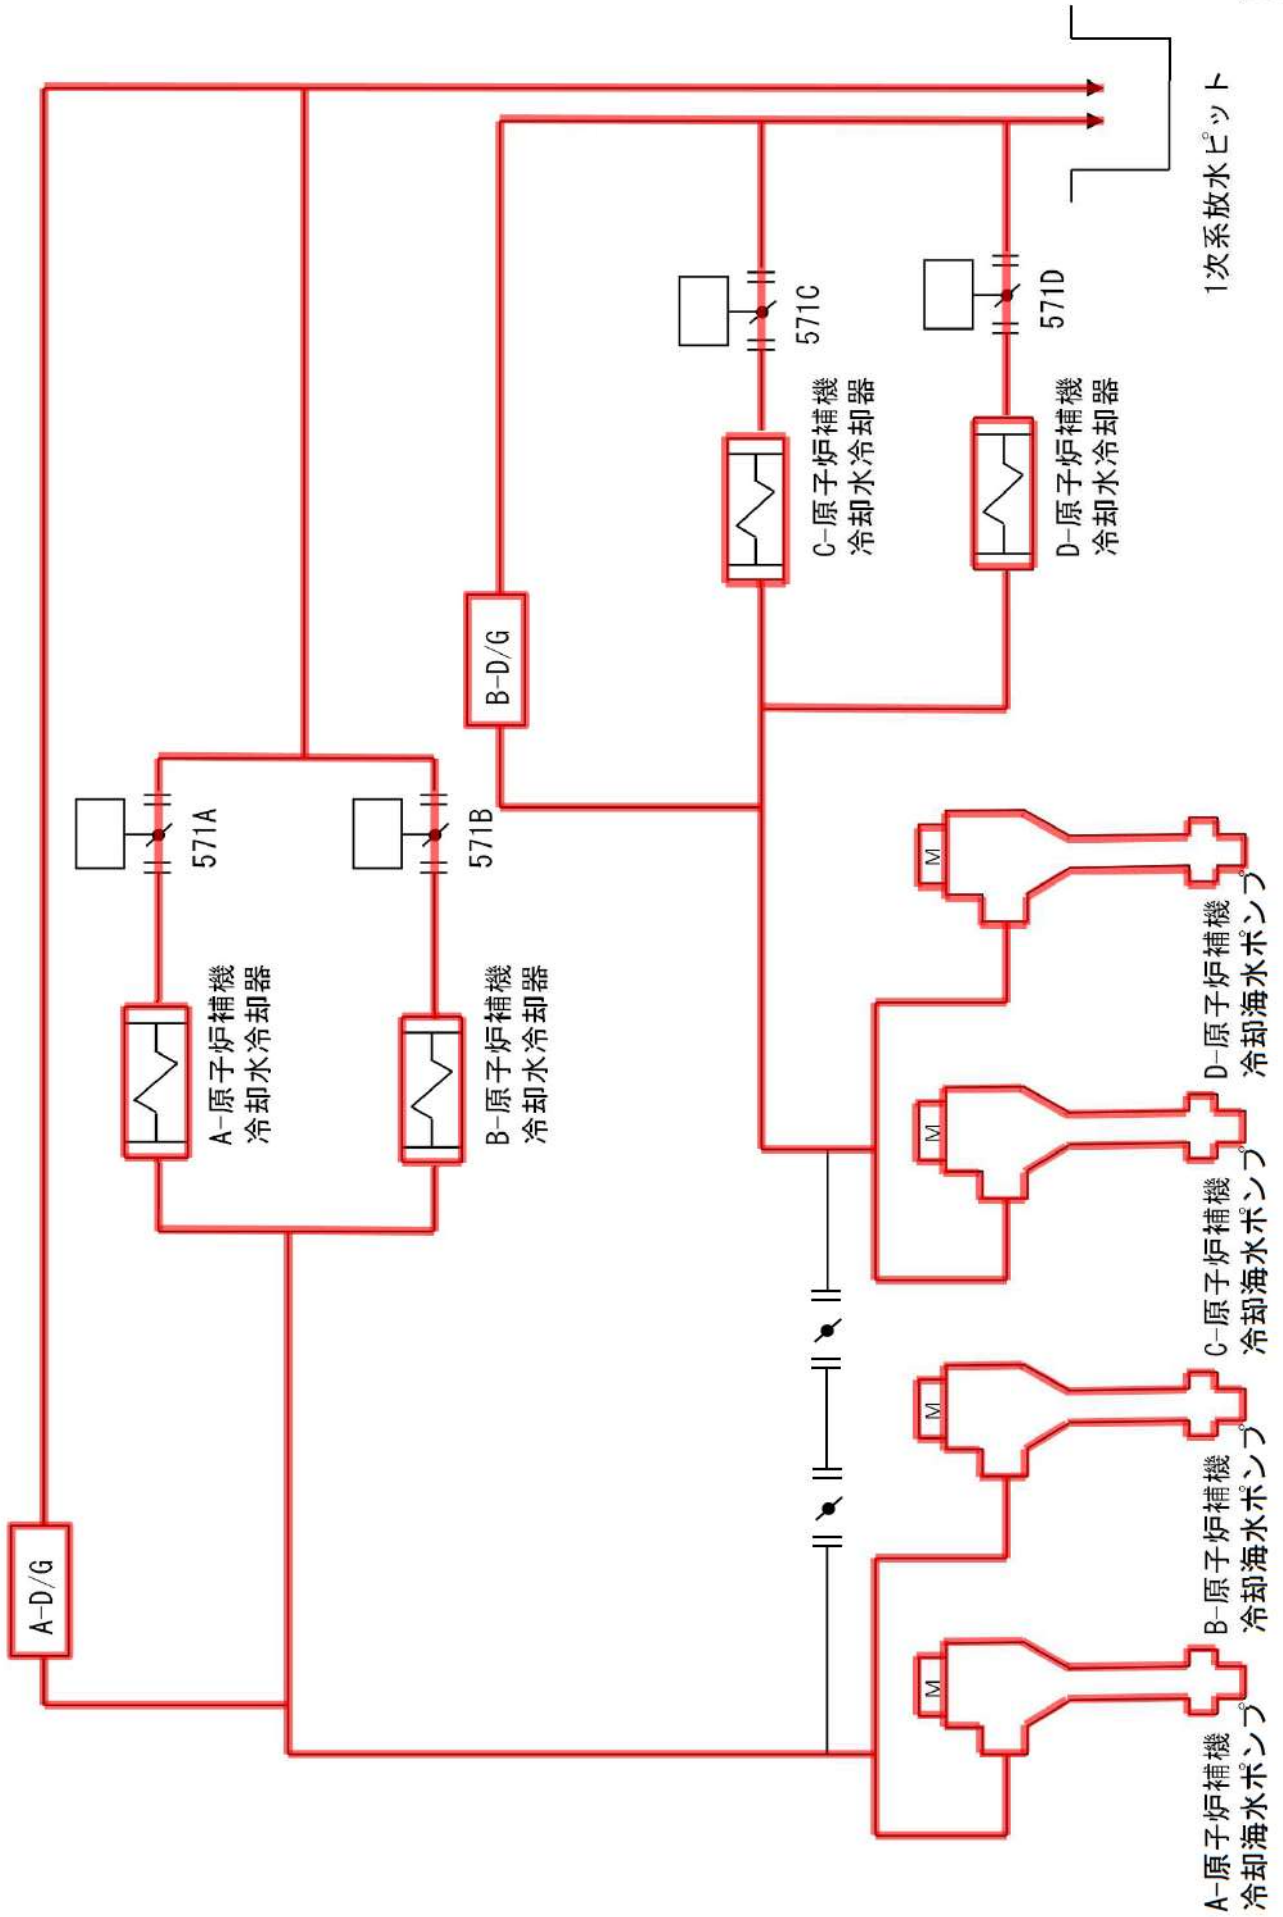 A-D/G
571A
A-原子炉補機
冷却水冷却器
571B
B-原子炉補機
冷却水冷却器
B-D/G
571C
C-原子炉補機
冷却水冷却器
571D
D-原子炉補機
冷却水冷却器
1次系放水ピット
M
A-原子炉補機
冷却海水ポンプ
M
B-原子炉補機
冷却海水ポンプ
M
C-原子炉補機
冷却海水ポンプ
M
D-原子炉補機
冷却海水ポンプ